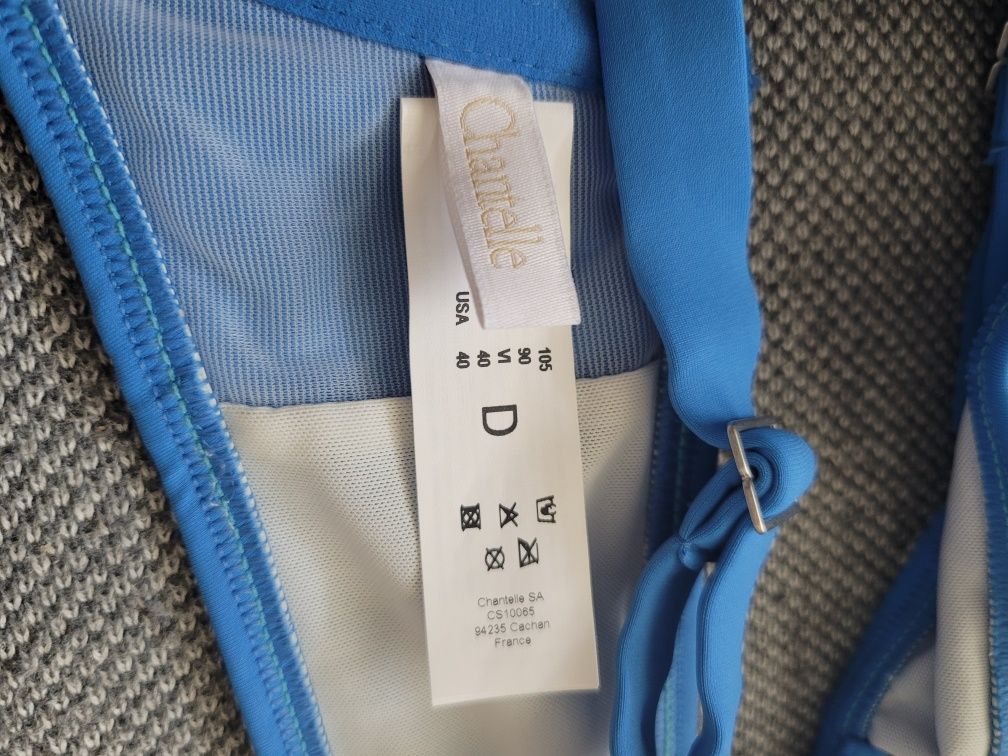 Chantelle
105
90
VI
40
USA 40
D
Chantelle SA
CS10065
94235 Cachan
France